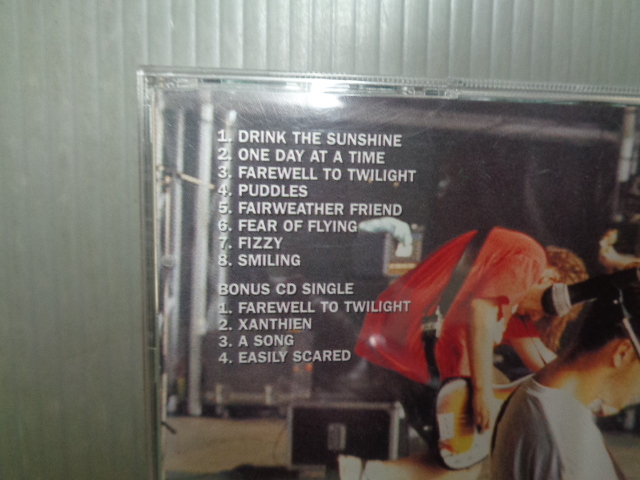 1. DRINK THE SUNSHINE
2. ONE DAY AT A TIME
3. FAREWELL TO TWILIGHT
4. PUDDLES
5. FAIRWEATHER FRIEND
6. FEAR OF FLYING
7. FIZZY
8. SMILING
BONUS CD SINGLE
1. FAREWELL TO TWILIGHT
2. XANTHIEN
3. A SONG
4. EASILY SCARED